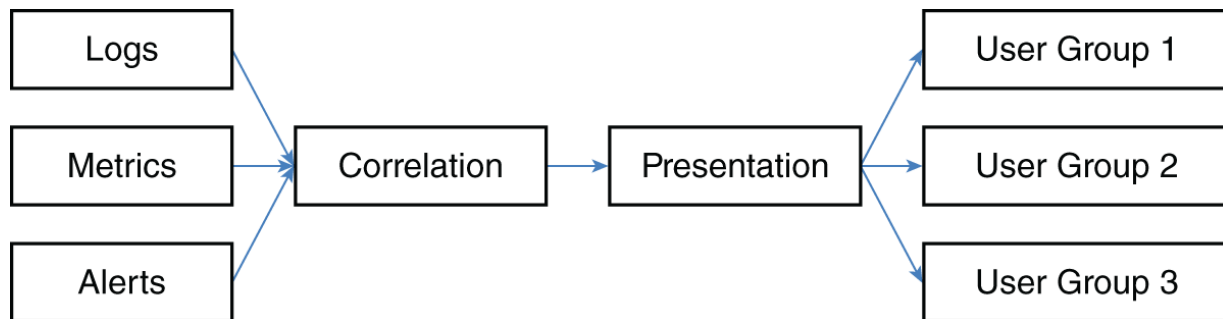 Logs
Metrics
Alerts
Correlation
Presentation
User Group 1
User Group 2
User Group 3